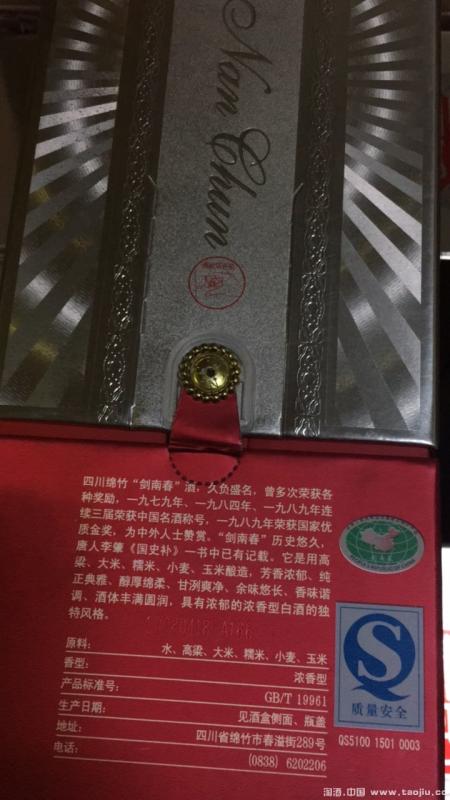 Nan Chun
四川绵竹“剑南春”酒，久负盛名，曾多次荣获各
种奖励，一九七九年、一九八四年、一九八九年连
续三届荣获中国名酒称号，一九八九年荣获国家优
质金奖，为中外人士赞赏。“剑南春”历史悠久，
唐人李肇《国史补》一书中已有记载。它是用高
梁、大米、糯米、小麦、玉米酿造，芳香浓郁、纯
正典雅、醇厚绵柔、甘洌爽净、余味悠长、香味谐
调、酒体丰满圆润，具有浓郁的浓香型白酒的独
特风格。
原料： 水、高梁、大米、糯米、小麦、玉米
香型： 浓香型
产品标准号： GB/T 19961
生产日期： 见酒盒侧面、瓶盖
地址： 四川省绵竹市春溢街289号
电话： (0838) 6202206
质量安全
QS5100 1501 0003
淘酒.中国 www.taojiu.com